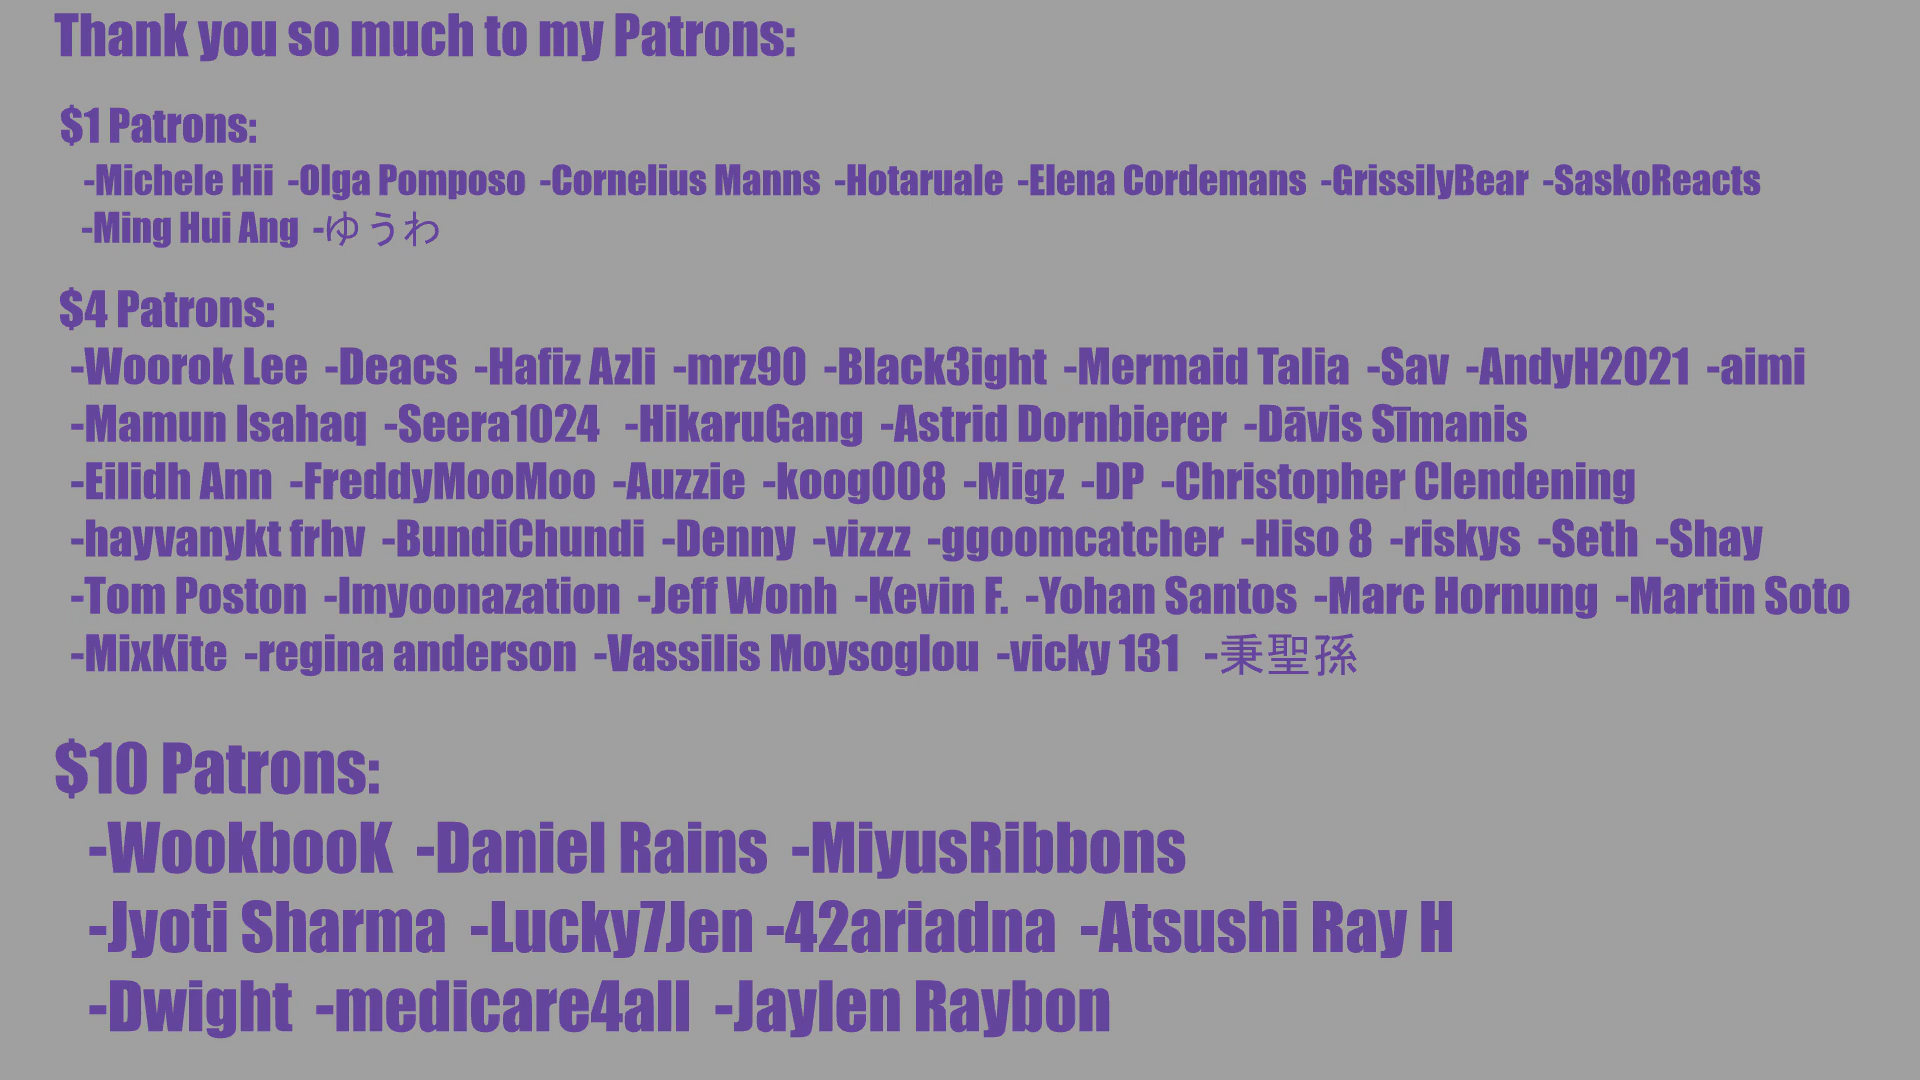 Thank you so much to my Patrons:
$1 Patrons:
-Michele Hii -Olga Pomposo -Cornelius Manns -Hotaruale -Elena Cordemans -GrissilyBear -SaskoReacts
-Ming Hui Ang -ゆうわ
$4 Patrons:
-Woorok Lee -Deacs -Hafiz Azli -mrz90 -Black3ight -Mermaid Talia -Sav -AndyH2021 -aimi
-Mamun Isahaq -Seera1024 -HikaruGang -Astrid Dornbierer -Dāvis Sīmanis
-Eilidh Ann -FreddyMooMoo -Auzzie -koog008 -Migz -DP -Christopher Clendening
-hayvanykt frhv -BundiChundi -Denny -vizzz -ggoomcatcher -Hiso 8 -riskys -Seth -Shay
-Tom Poston -Imyoonazation -Jeff Wonh -Kevin F. -Yohan Santos -Marc Hornung -Martin Soto
-MixKite -regina anderson -Vassilis Moysoglou -vicky 131 -秉聖孫
$10 Patrons:
-WookbooK -Daniel Rains -MiyusRibbons
-Jyoti Sharma -Lucky7Jen -42ariadna -Atsushi Ray H
-Dwight -medicare4all -Jaylen Raybon